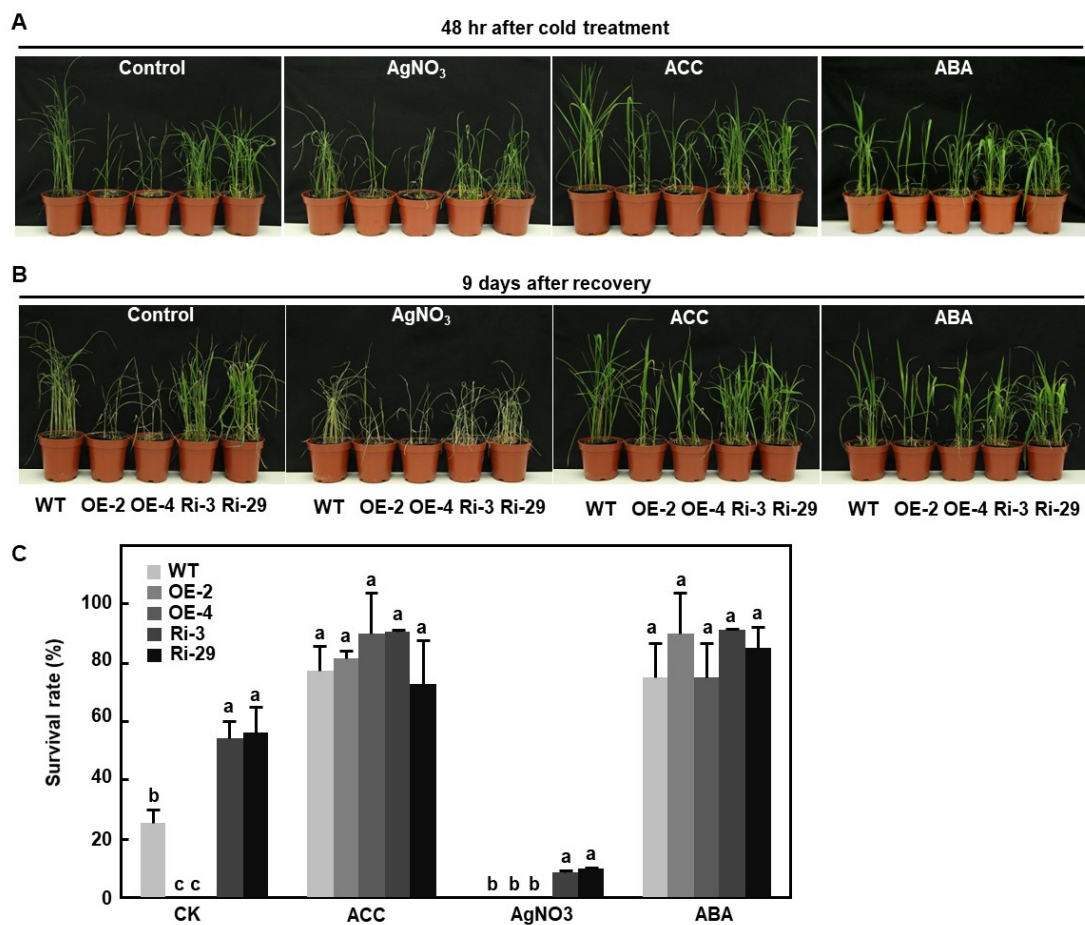 A
48 hr after cold treatment
Control
AgNO₃
ACC
ABA
B
9 days after recovery
Control
AgNO₃
ACC
ABA
WT OE-2 OE-4 Ri-3 Ri-29
WT OE-2 OE-4 Ri-3 Ri-29
WT OE-2 OE-4 Ri-3 Ri-29
WT OE-2 OE-4 Ri-3 Ri-29
C
Survival rate (%)
100
80
60
40
20
0
WT
OE-2
OE-4
Ri-3
Ri-29
b c c a a
a a a a a
b b b a a
a a a a a
CK ACC AgNO3 ABA